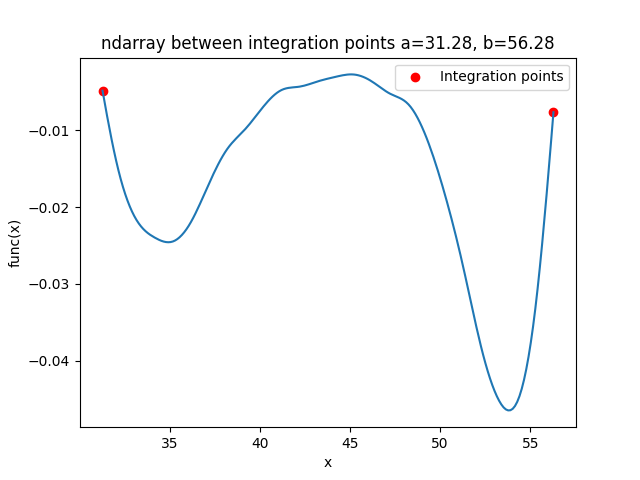 ndarray between integration points a=31.28, b=56.28
Integration points
−0.01
−0.02
−0.03
−0.04
func(x)
35
40
45
50
55
x